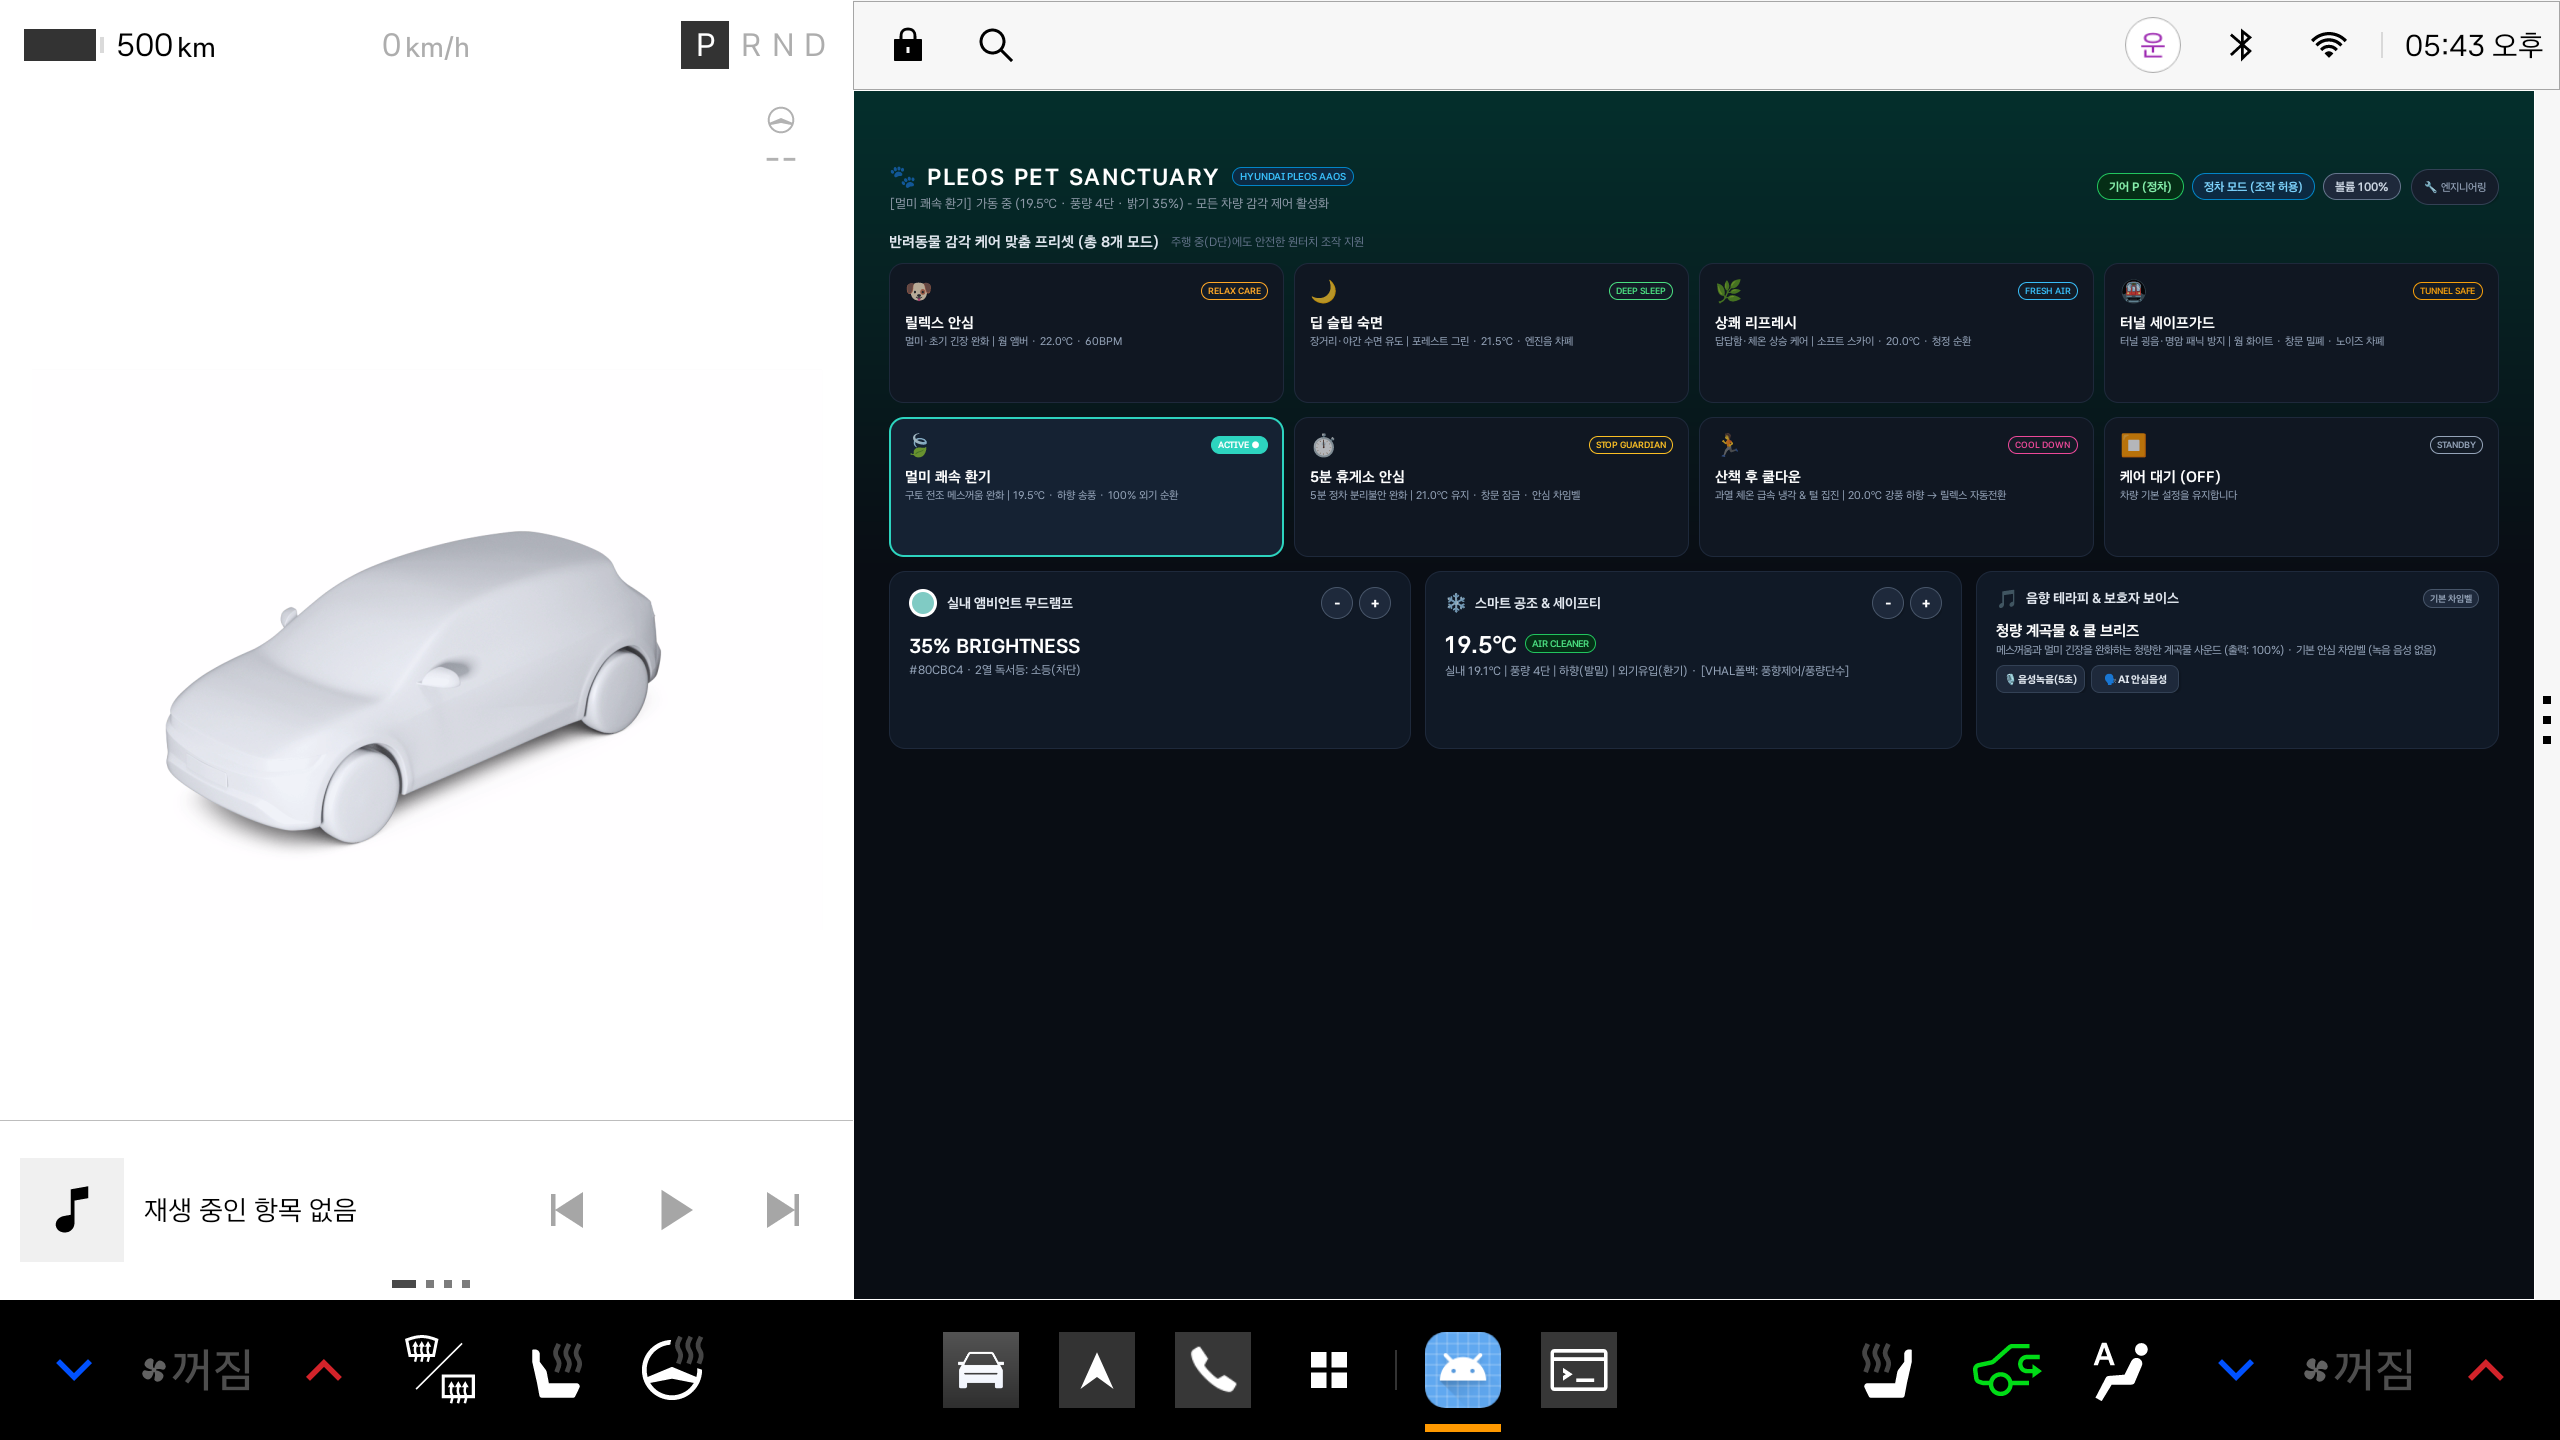 500 km
0 km/h
P R N D
운
05:43 오후
PLEOS PET SANCTUARY
HYUNDAI PLEOS AAOS
[멀미 쾌속 환기] 가동 중 (19.5°C · 풍량 4단 · 밝기 35%) - 모든 차량 감각 제어 활성화
기어 P (정차)
정차 모드 (조작 허용)
볼륨 100%
엔지니어링
반려동물 감각 케어 맞춤 프리셋 (총 8개 모드)
주행 중(D단)에도 안전한 원터치 조작 지원
RELAX CARE
릴렉스 안심
멀미·초기 긴장 완화 | 웜 앰버 · 22.0°C · 60BPM
DEEP SLEEP
딥 슬립 숙면
장거리·야간 수면 유도 | 포레스트 그린 · 21.5°C · 엔진음 차폐
FRESH AIR
상쾌 리프레시
답답함·체온 상승 케어 | 소프트 스카이 · 20.0°C · 청정 순환
TUNNEL SAFE
터널 세이프가드
터널 굉음·명암 패닉 방지 | 웜 화이트 · 창문 밀폐 · 노이즈 차폐
ACTIVE
멀미 쾌속 환기
구토 전조 메스꺼움 완화 | 19.5°C · 하향 송풍 · 100% 외기 순환
STOP GUARDIAN
5분 휴게소 안심
5분 정차 분리불안 완화 | 21.0°C 유지 · 창문 잠금 · 안심 차임벨
COOL DOWN
산책 후 쿨다운
과열 체온 급속 냉각 & 털 집진 | 20.0°C 강풍 하향 → 릴렉스 자동전환
STANDBY
케어 대기 (OFF)
차량 기본 설정을 유지합니다
실내 앰비언트 무드램프
- +
35% BRIGHTNESS
#80CBC4 · 2열 독서등: 소등(차단)
스마트 공조 & 세이프티
- +
19.5°C
AIR CLEANER
실내 19.1°C | 풍량 4단 | 하향(발밑) | 외기유입(환기) · [VHAL폴백: 풍향제어/풍량단수]
음향 테라피 & 보호자 보이스
기본 차임벨
청량 계곡물 & 쿨 브리즈
메스꺼움과 멀미 긴장을 완화하는 청량한 계곡물 사운드 (출력: 100%) · 기본 안심 차임벨 (녹음 음성 없음)
음성녹음(5초)
AI 안심음성
재생 중인 항목 없음
꺼짐
A
꺼짐